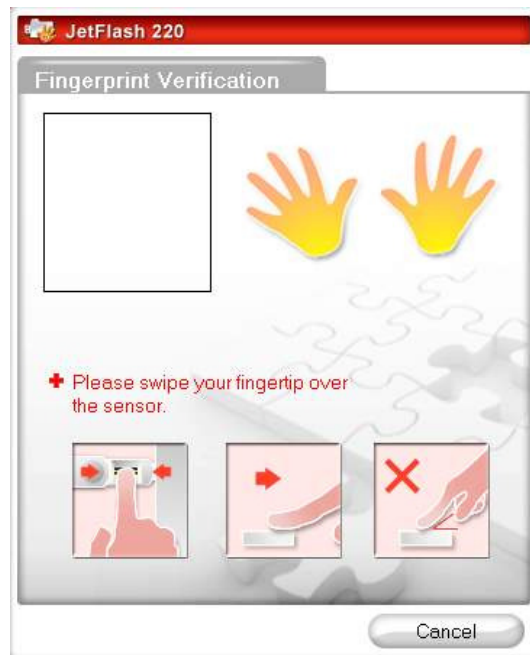 JetFlash 220
Fingerprint Verification
Please swipe your fingertip over
the sensor.
Cancel